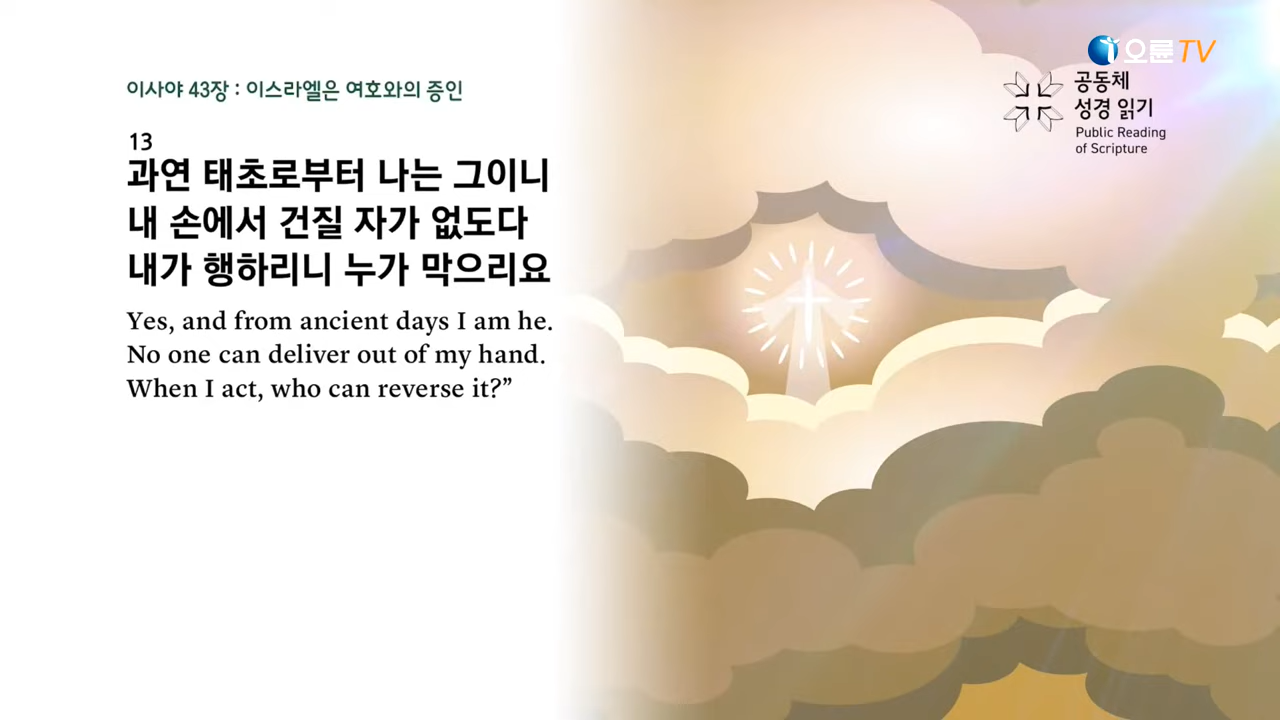 오륜TV
이사야 43장 : 이스라엘은 여호와의 증인
공동체
성경 읽기
Public Reading
of Scripture
13
과연 태초로부터 나는 그이니
내 손에서 건질 자가 없도다
내가 행하리니 누가 막으리요
Yes, and from ancient days I am he.
No one can deliver out of my hand.
When I act, who can reverse it?”